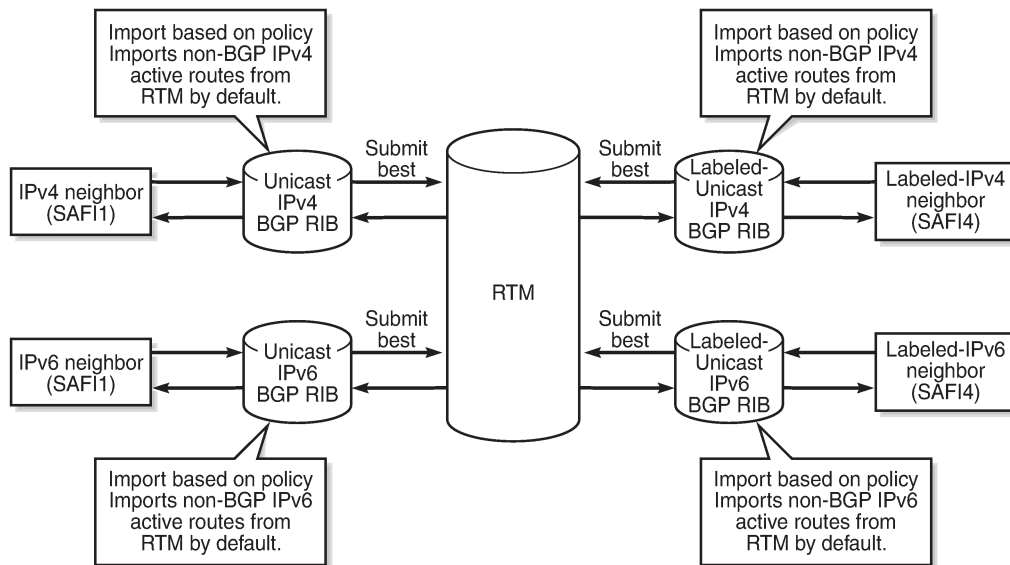 Import based on policy
Imports non-BGP IPv4
active routes from
RTM by default.
Import based on policy
Imports non-BGP IPv4
active routes from
RTM by default.
IPv4 neighbor
(SAFI1)
Unicast
IPv4
BGP RIB
Submit
best
Submit
best
Labeled-
Unicast
IPv4
BGP RIB
Labeled-IPv4
neighbor
(SAFI4)
RTM
IPv6 neighbor
(SAFI1)
Unicast
IPv6
BGP RIB
Submit
best
Submit
best
Labeled-
Unicast
IPv6
BGP RIB
Labeled-IPv6
neighbor
(SAFI4)
Import based on policy
Imports non-BGP IPv6
active routes from
RTM by default.
Import based on policy
Imports non-BGP IPv6
active routes from
RTM by default.